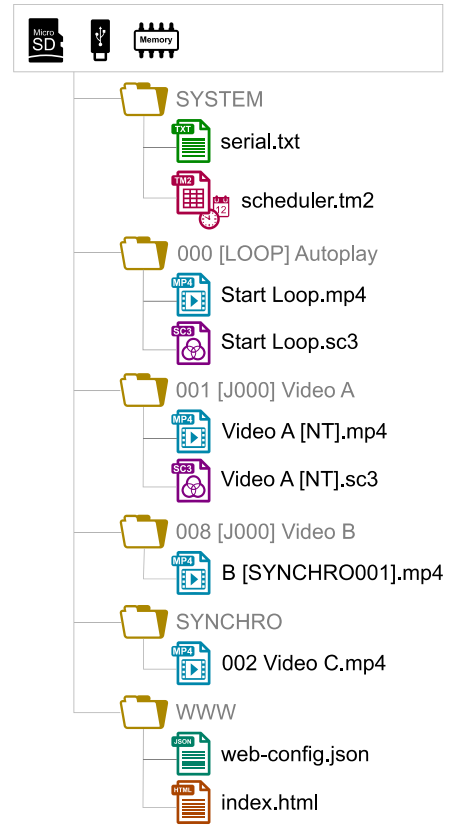 Micro
SD
Memory
SYSTEM
TXT
serial.txt
TM2
12
scheduler.tm2
000 [LOOP] Autoplay
MP4
Start Loop.mp4
SC3
Start Loop.sc3
001 [J000] Video A
MP4
Video A [NT].mp4
SC3
Video A [NT].sc3
008 [J000] Video B
MP4
B [SYNCHRO001].mp4
SYNCHRO
MP4
002 Video C.mp4
WWW
JSON
web-config.json
HTML
index.html